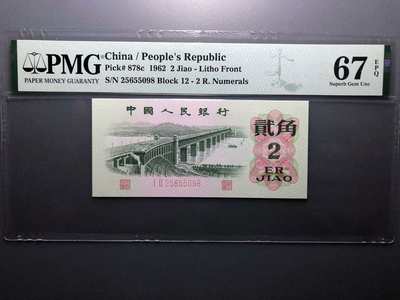 PMG
PAPER MONEY GUARANTY
China / People's Republic
Pick# 878c 1962 2 Jiao - Litho Front
S/N 25655098 Block 12 - 2 R. Numerals
67 EPQ
Superb Gem Unc
中國人民銀行
貳角
2
ER
JIAO
I II 25655098